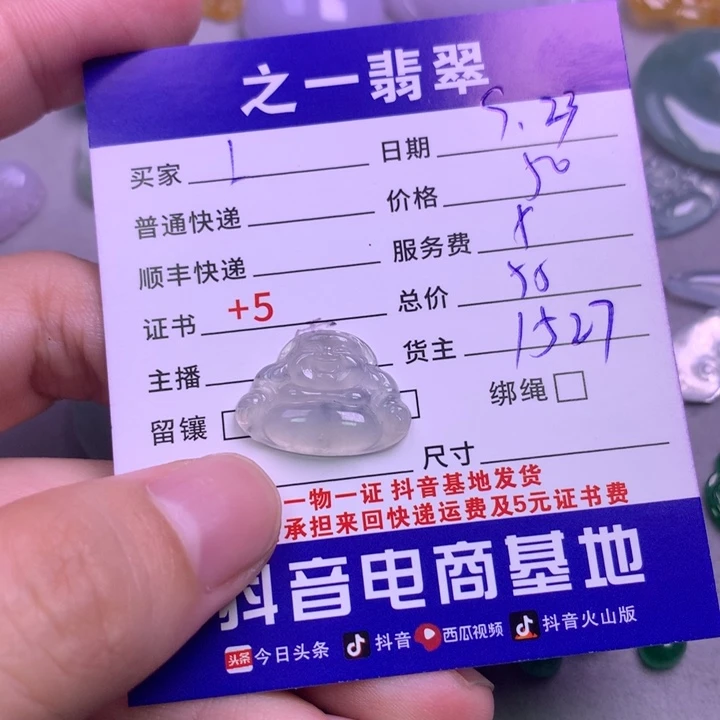 之一翡翠
买家 L 日期 5.23
普通快递 价格 50
顺丰快递 服务费
证书 +5 总价 50
主播 货主 1527
留镶 绑绳
尺寸
一物一证 抖音基地发货
承担来回快递运费及5元证书费
抖音电商基地
头条 今日头条 抖音 西瓜视频 抖音火山版